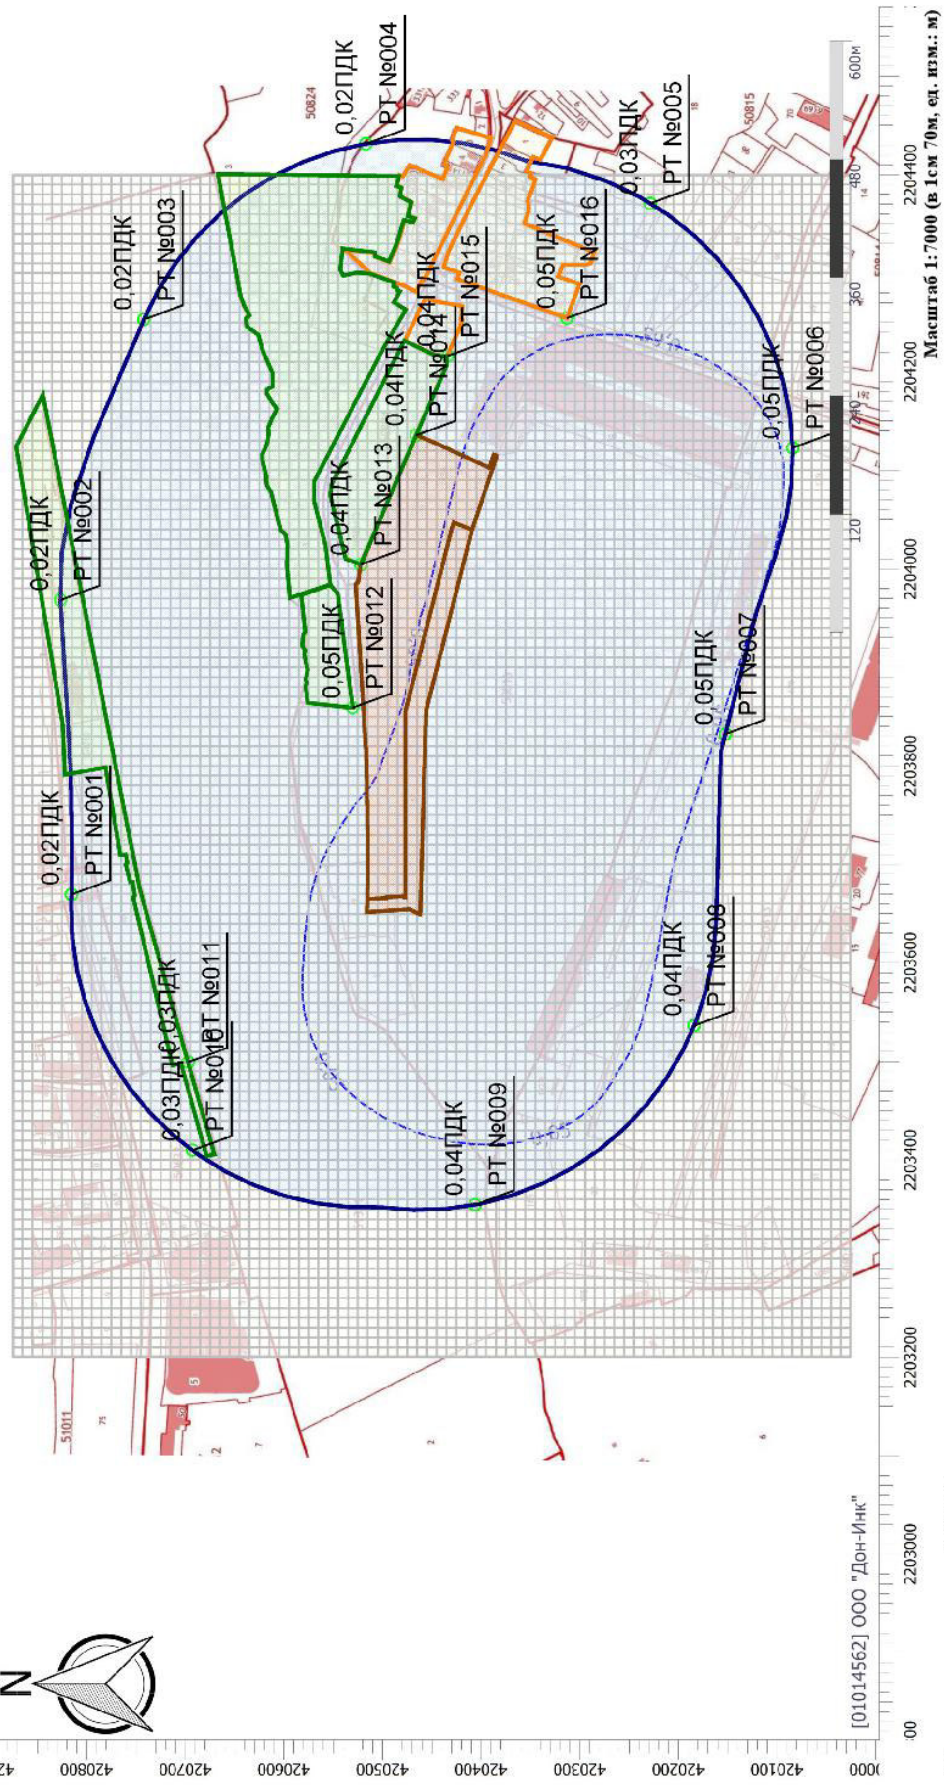 N
0,02ПДК
РТ №001
0,02ПДК
РТ №002
0,02ПДК
РТ №003
0,02ПДК
РТ №004
0,03ПДК
РТ №005
0,05ПДК
РТ №006
0,05ПДК
РТ №007
0,04ПДК
РТ №008
0,04ПДК
РТ №009
0,03ПДК
РТ №010
0,03ПДК
РТ №011
0,05ПДК
РТ №012
0,04ПДК
РТ №013
0,04ПДК
РТ №014
0,04ПДК
РТ №015
0,05ПДК
РТ №016
50824
50815
51011
75
5
120
240
360
480
600м
420800
420700
420600
420500
420400
420300
420200
420100
2203000
2203200
2203400
2203600
2203800
2204000
2204200
2204400
[01014562] ООО "Дон-Инк"
Масштаб 1:7000 (в 1см 70м, ед. изм.: м)